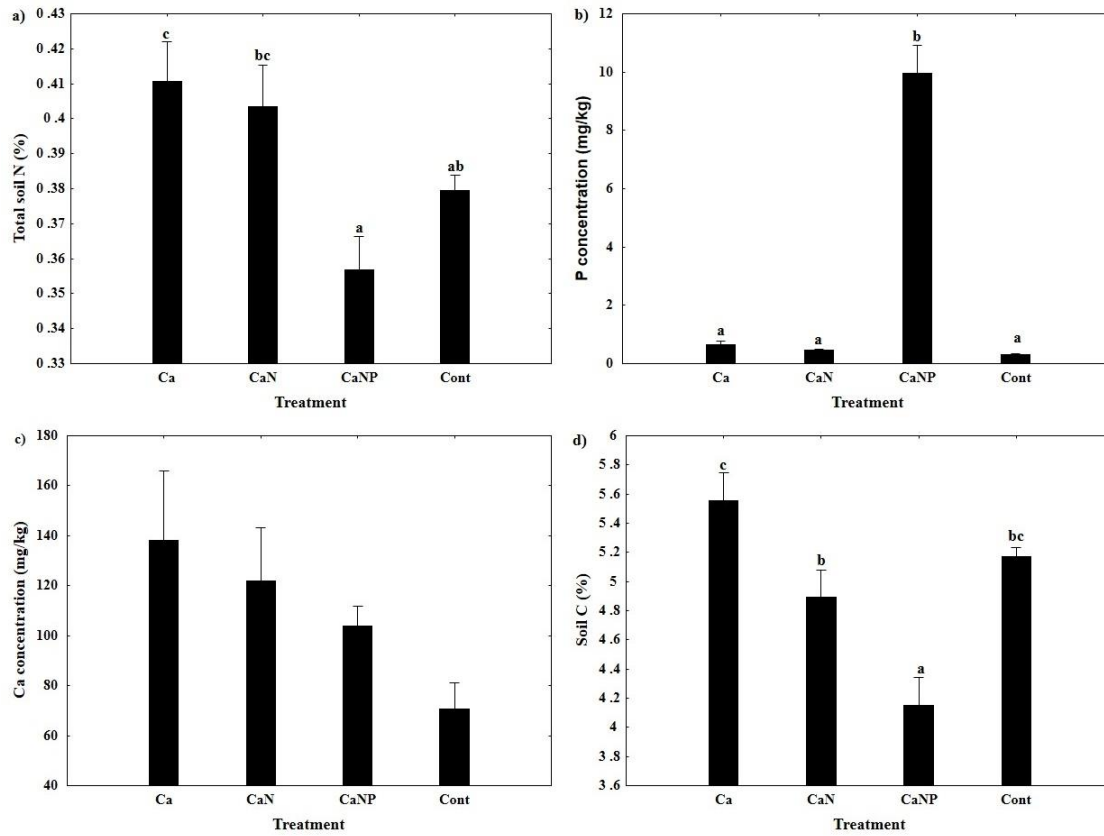 a)
0.43
0 .42
0 .41
0 .4
0 .39
0 .38
0 .37
0 .36
0 .35
0 .34
0.33
Total soil N (%)
c
bc
a
ab
Ca CaN CaNP Cont
Treatment
b)
12
10
8
6
4
2
0
P concentration (mg/kg)
a
a
b
a
Ca CaN CaNP Cont
Treatment
c)
180
160
140
120
100
80
60
40
Ca concentration (mg/kg)
Ca CaN CaNP Cont
Treatment
d)
6
5.8
5.6
5.4
5.2
5
4.8
4.6
4.4
4.2
4
3.8
3.6
Soil C (%)
c
b
a
bc
Ca CaN CaNP Cont
Treatment